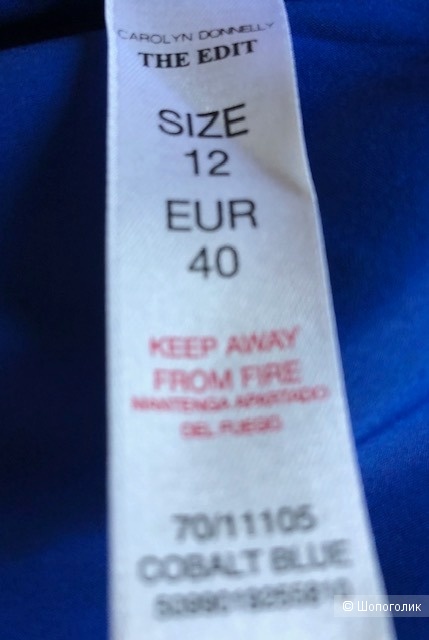 CAROLYN DONNELLY
THE EDIT
SIZE
12
EUR
40
KEEP AWAY
FROM FIRE
MANTENGA APARTADO
DEL FUEGO
70/11105
COBALT BLUE
© Шопоголик